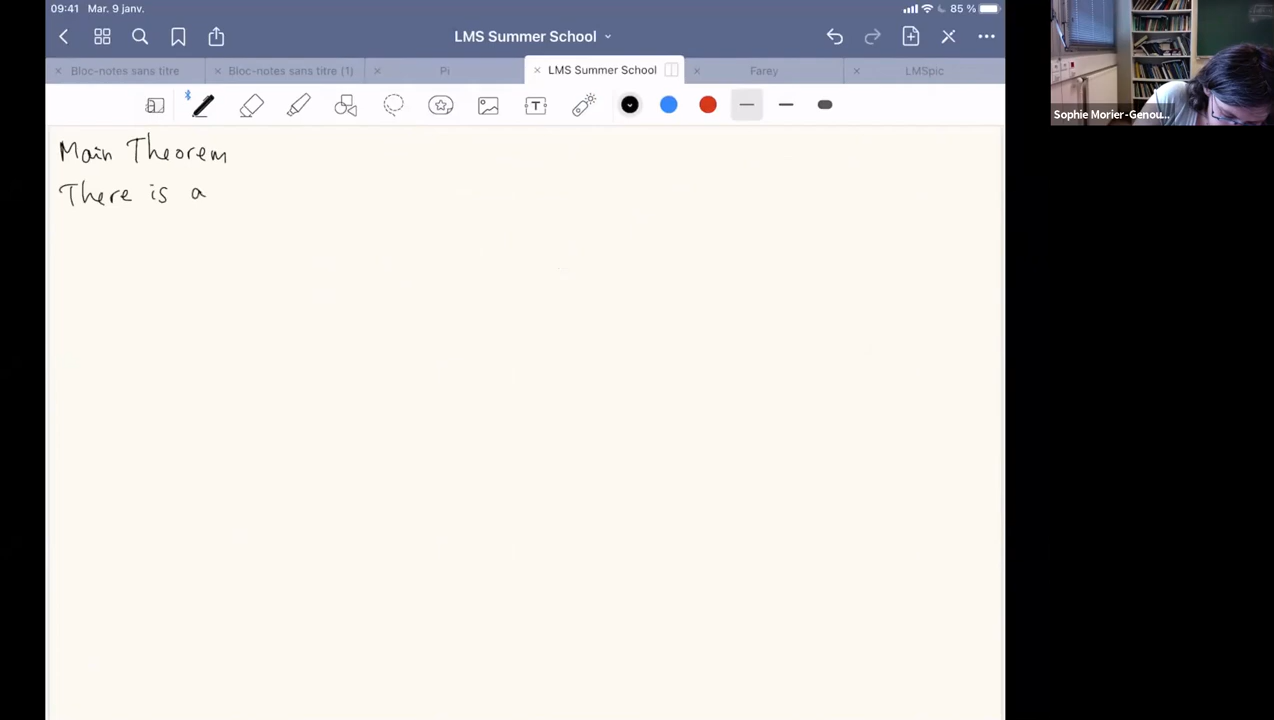 09:41 Mar. 9 janv. 85 %
LMS Summer School
Bloc-notes sans titre
Bloc-notes sans titre (1)
Pi
LMS Summer School
Farey
LMSpic
T
Sophie Morier-Genou...
Main Theorem
There is a